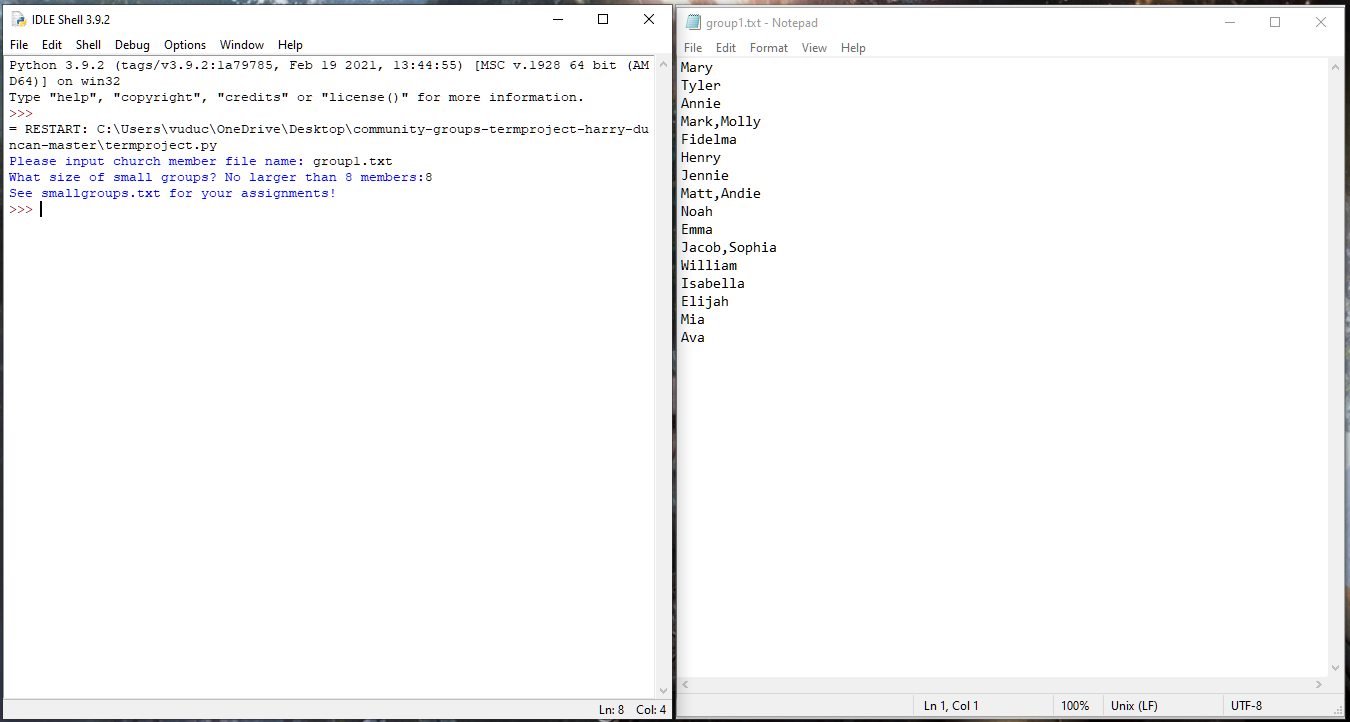 IDLE Shell 3.9.2
File Edit Shell Debug Options Window Help
Python 3.9.2 (tags/v3.9.2:1a79785, Feb 19 2021, 13:44:55) [MSC v.1928 64 bit (AM
D64)] on win32
Type "help", "copyright", "credits" or "license()" for more information.
>>>
= RESTART: C:\Users\vuduc\OneDrive\Desktop\community-groups-termproject-harry-du
ncan-master\termproject.py
Please input church member file name: group1.txt
What size of small groups? No larger than 8 members:8
See smallgroups.txt for your assignments!
>>>
Ln: 8 Col: 4
group1.txt - Notepad
File Edit Format View Help
Mary
Tyler
Annie
Mark,Molly
Fidelma
Henry
Jennie
Matt,Andie
Noah
Emma
Jacob,Sophia
William
Isabella
Elijah
Mia
Ava
Ln 1, Col 1 100% Unix (LF) UTF-8